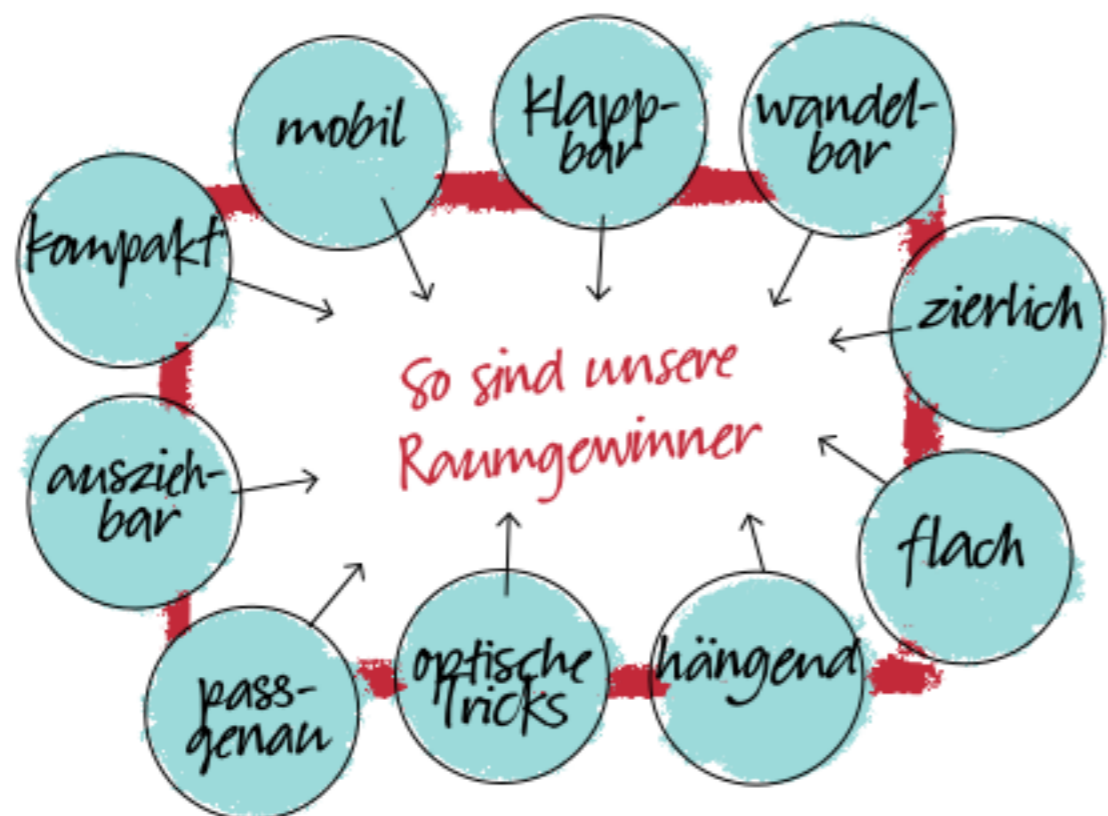 mobil
klapp-
bar
wandel-
bar
kompakt
zierlich
So sind unsere
Raumgewinner
auszieh-
bar
flach
pass-
genau
optische
Tricks
hängend